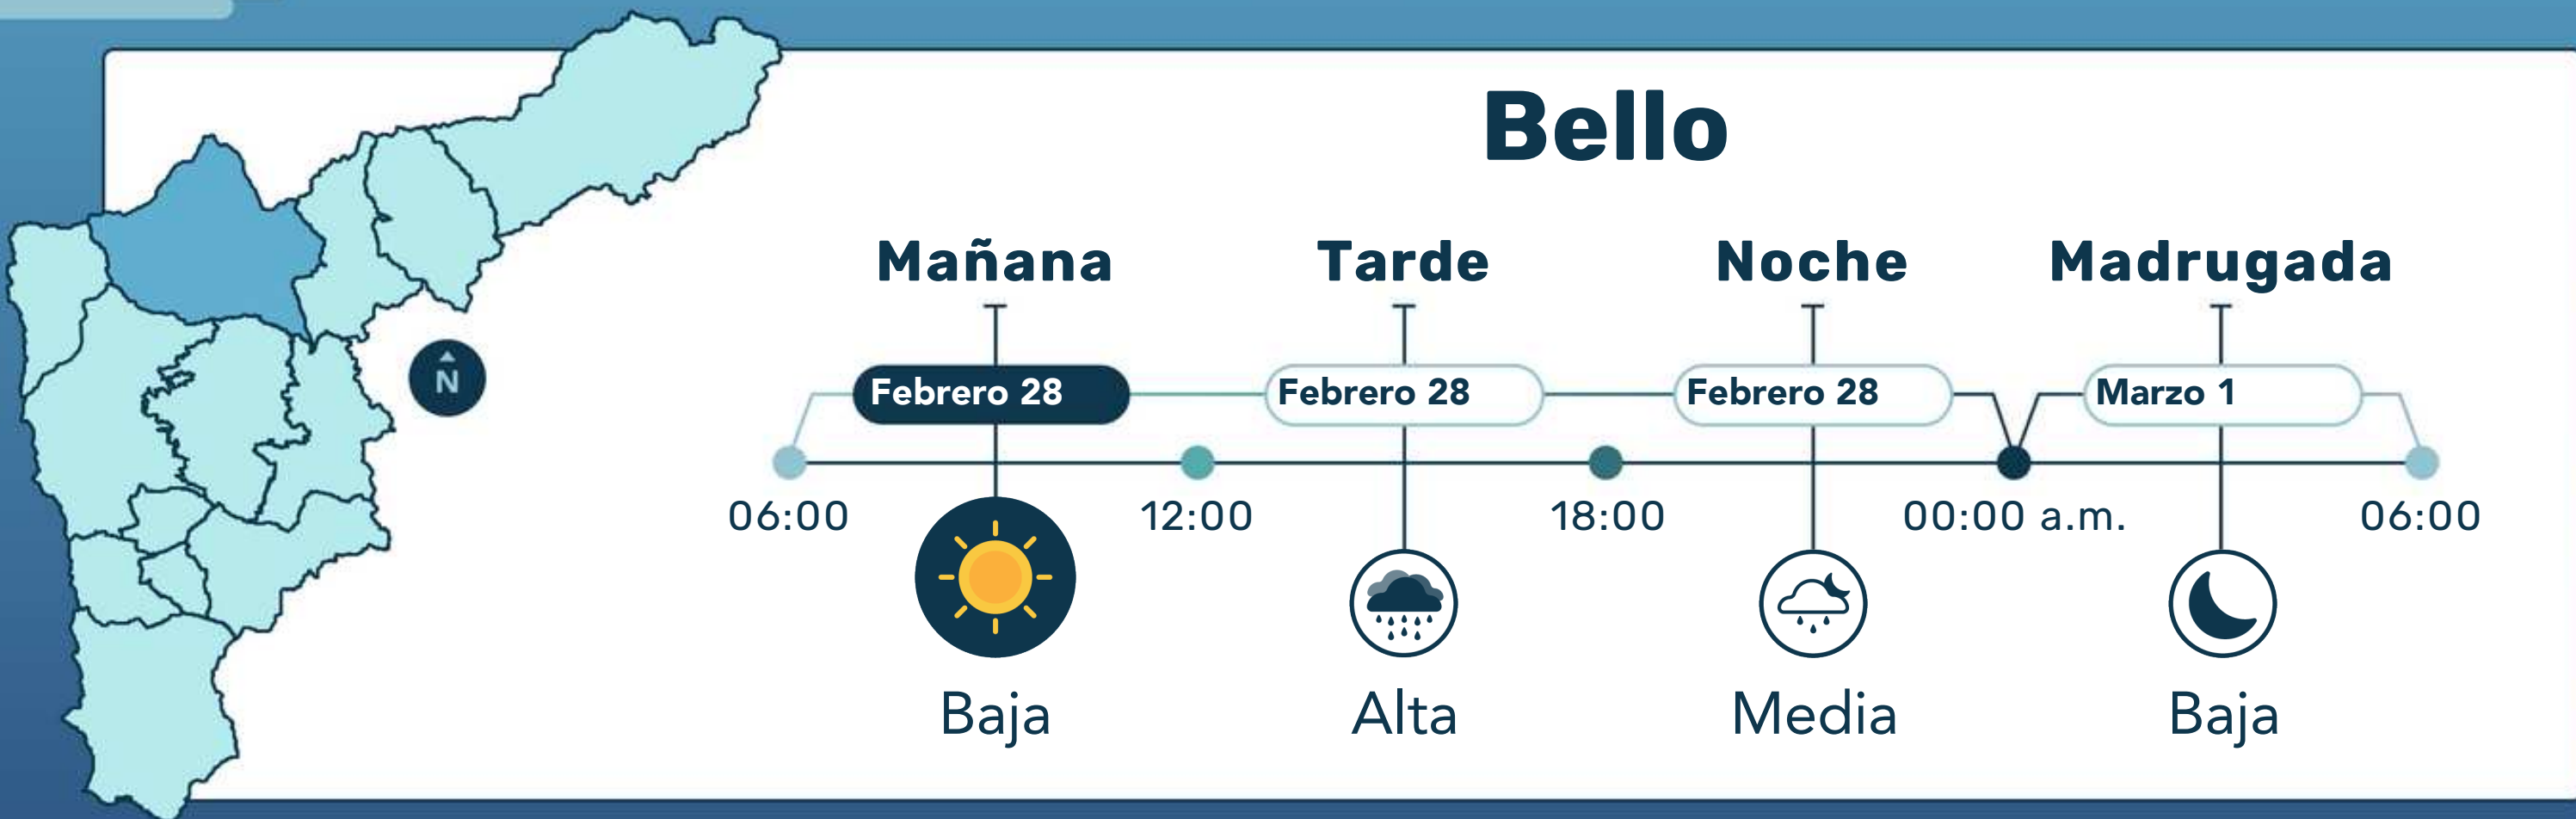 Bello
Mañana Tarde Noche Madrugada
Febrero 28 Febrero 28 Febrero 28 Marzo 1
N
06:00 12:00 18:00 00:00 a.m. 06:00
Baja Alta Media Baja